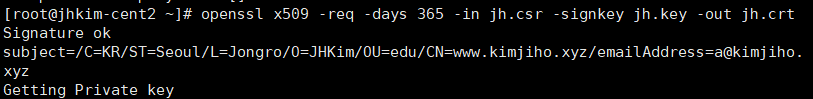 [root@jhkim-cent2 ~]# openssl x509 -req -days 365 -in jh.csr -signkey jh.key -out jh.crt
Signature ok
subject=/C=KR/ST=Seoul/L=Jongro/O=JHKim/OU=edu/CN=www.kimjiho.xyz/emailAddress=a@kimjiho.
xyz
Getting Private key